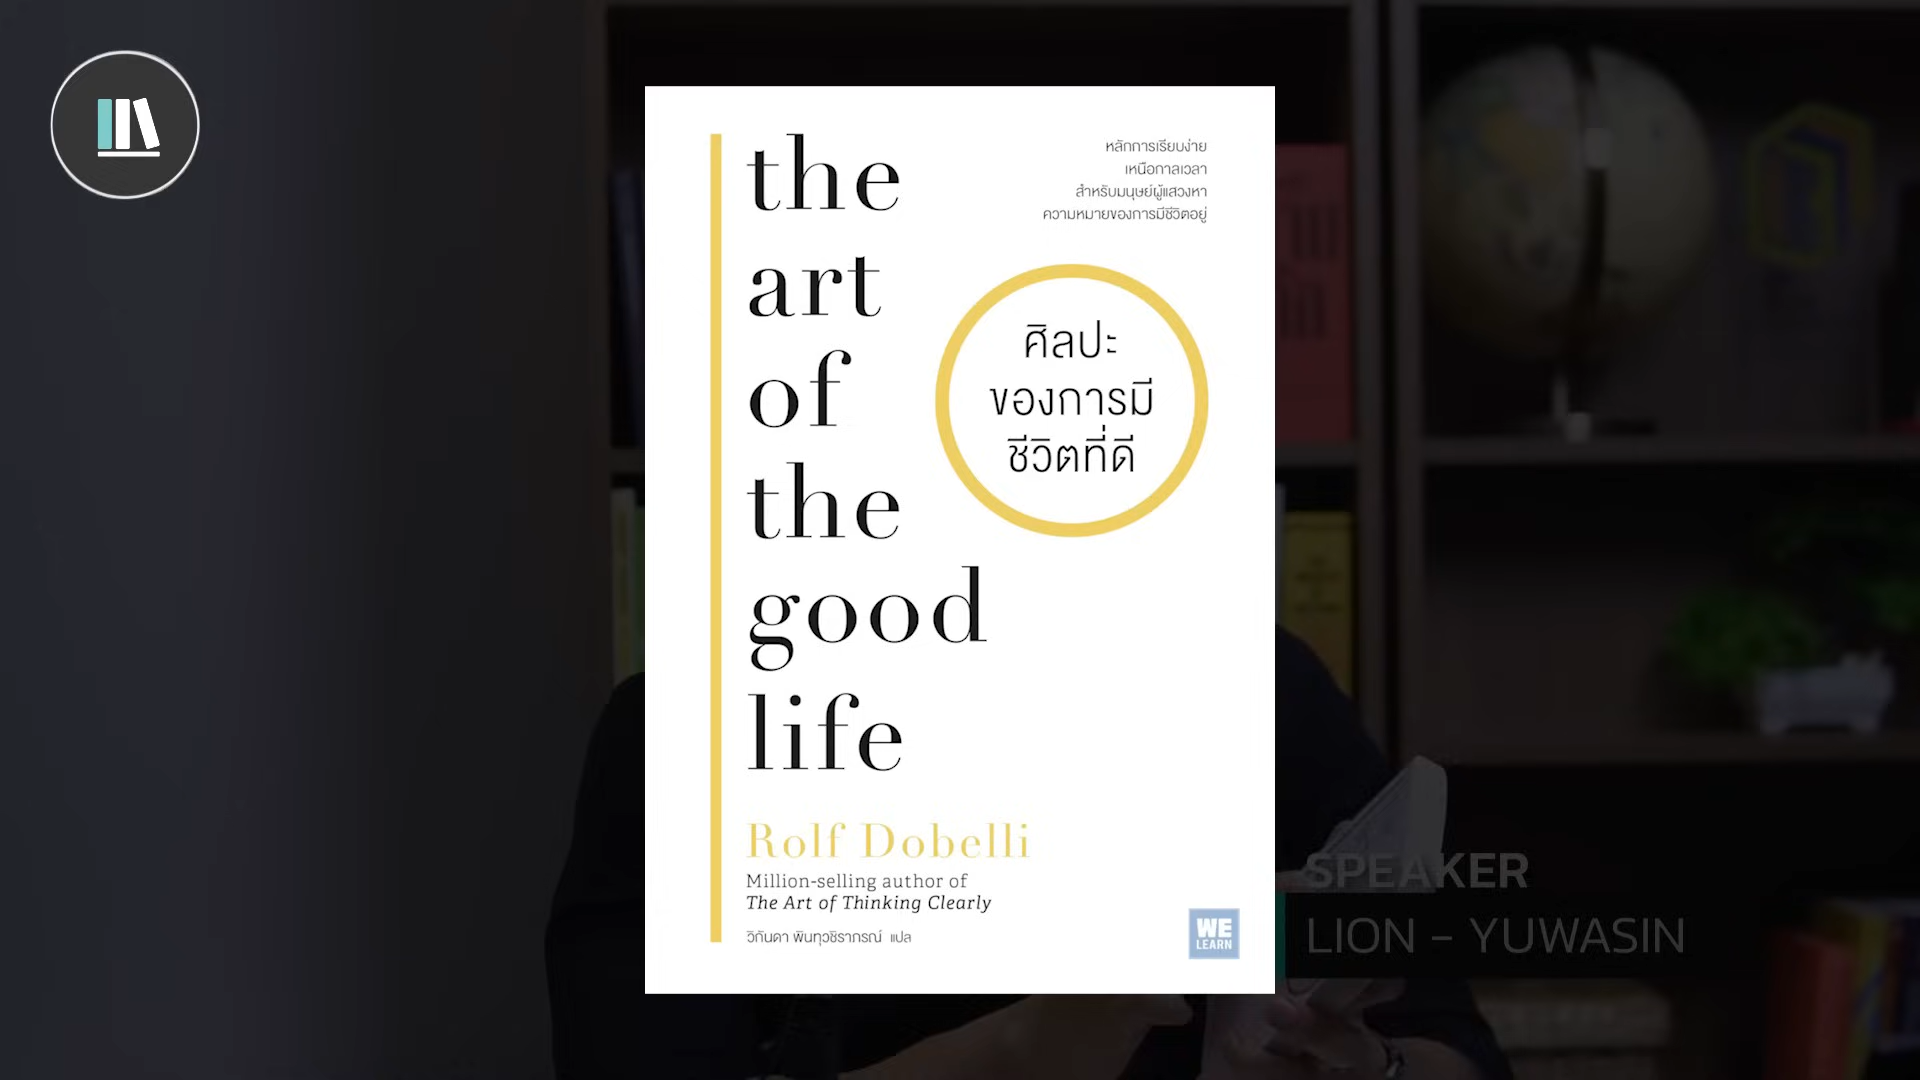 the
art
of
the
good
life
หลักการเรียบง่าย
เหนือกาลเวลา
สำหรับมนุษย์ผู้แสวงหา
ความหมายของการมีชีวิตอยู่
ศิลปะ
ของการมี
ชีวิตที่ดี
Rolf Dobelli
Million-selling author of
The Art of Thinking Clearly
วิกันดา พินทุวชิราภรณ์ แปล
WE
LEARN
SPEAKER
LION – YUWASIN